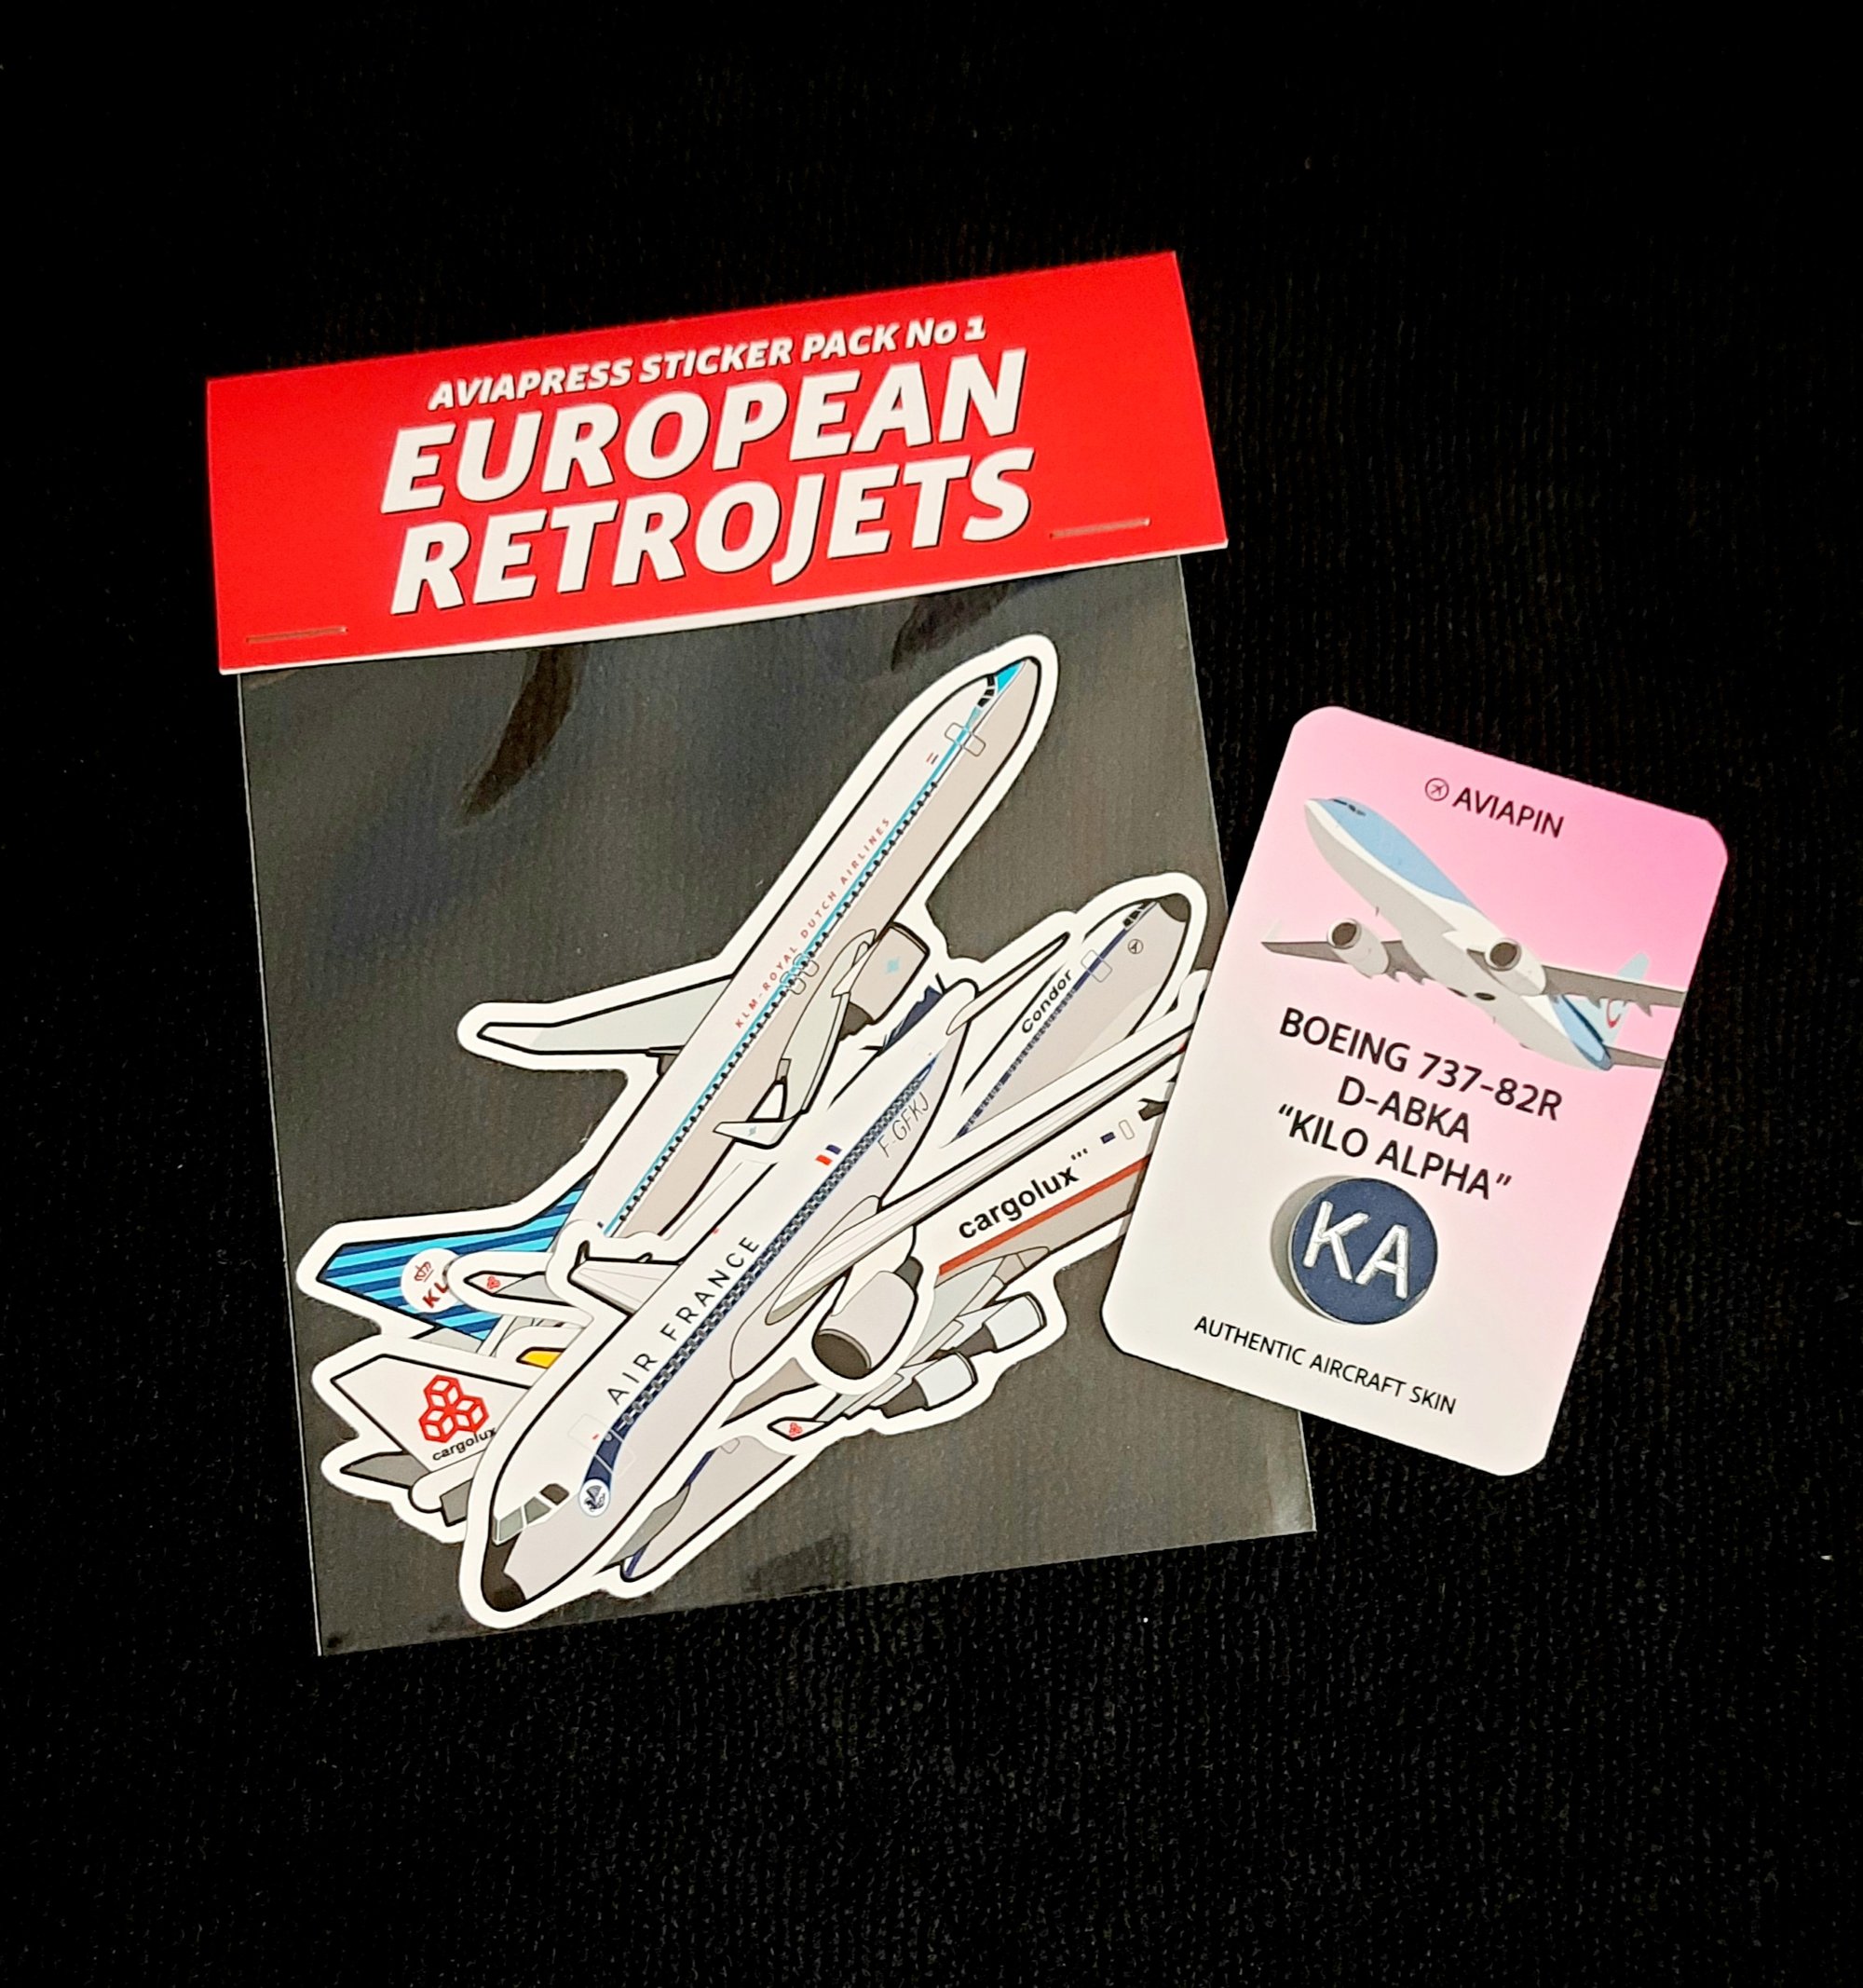 AVIAPRESS STICKER PACK No 1
EUROPEAN
RETROJETS
KLM-ROYAL DUTCH AIRLINES
Condor
F-GFKJ
cargolux
AIR FRANCE
cargolux
AVIAPIN
BOEING 737-82R
D-ABKA
“KILO ALPHA”
KA
AUTHENTIC AIRCRAFT SKIN